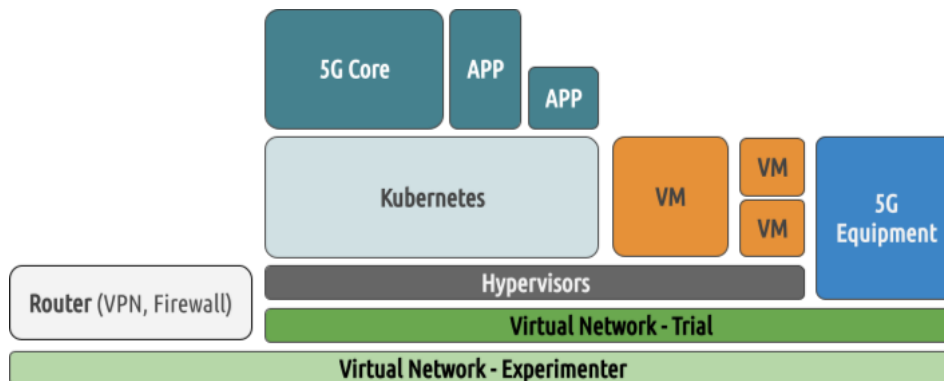 5G Core
APP
APP
Kubernetes
VM
VM
VM
5G
Equipment
Hypervisors
Router (VPN, Firewall)
Virtual Network - Trial
Virtual Network - Experimenter